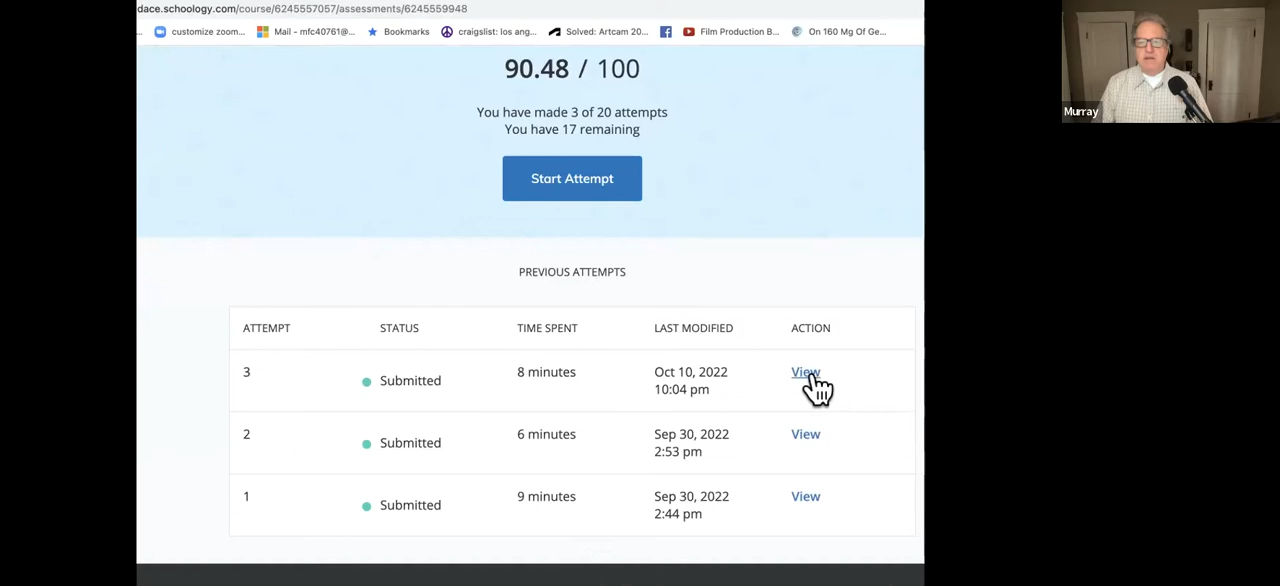 dace.schoology.com/course/6245557057/assessments/6245559948
... customize zoom... Mail - mfc40761@... Bookmarks craigslist: los ang... Solved: Artcam 20... Film Production B... On 160 Mg Of Ge...
90.48 / 100
You have made 3 of 20 attempts
You have 17 remaining
Start Attempt
PREVIOUS ATTEMPTS
ATTEMPT STATUS TIME SPENT LAST MODIFIED ACTION
3 Submitted 8 minutes Oct 10, 2022 View
10:04 pm
2 Submitted 6 minutes Sep 30, 2022 View
2:53 pm
1 Submitted 9 minutes Sep 30, 2022 View
2:44 pm
Murray